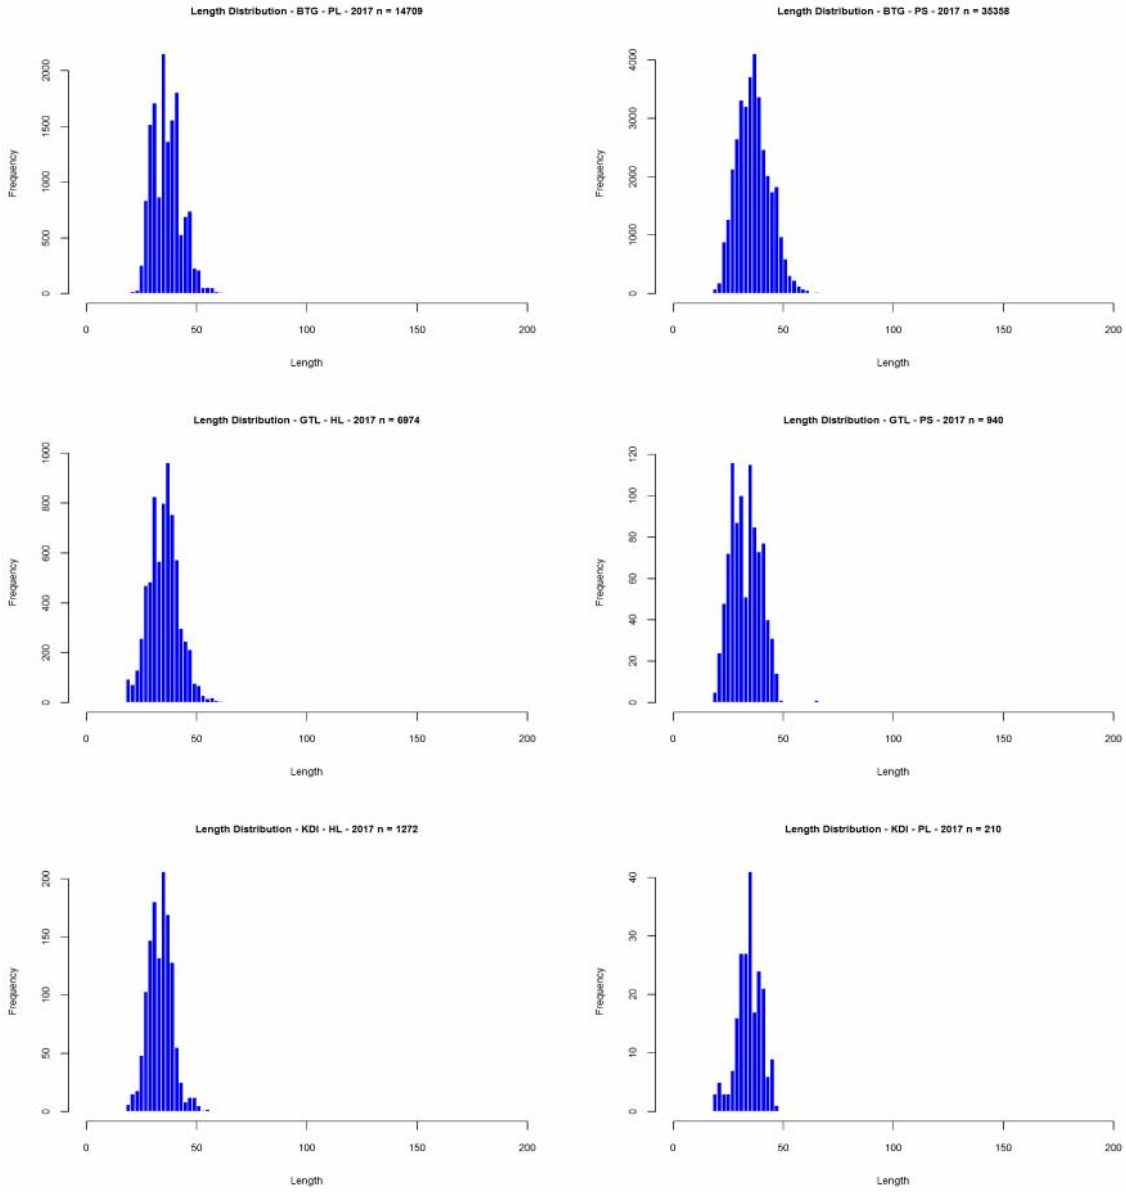 Length Distribution - BTG - PL - 2017 n = 14709
Frequency
2000
1500
1000
500
0
0 50 100 150 200
Length
Length Distribution - BTG - PS - 2017 n = 35358
Frequency
4000
3000
2000
1000
0
0 50 100 150 200
Length
Length Distribution - GTL - HL - 2017 n = 6974
Frequency
1000
800
600
400
200
0
0 50 100 150 200
Length
Length Distribution - GTL - PS - 2017 n = 940
Frequency
120
100
80
60
40
20
0
0 50 100 150 200
Length
Length Distribution - KDI - HL - 2017 n = 1272
Frequency
200
150
100
50
0
0 50 100 150 200
Length
Length Distribution - KDI - PL - 2017 n = 210
Frequency
40
30
20
10
0
0 50 100 150 200
Length